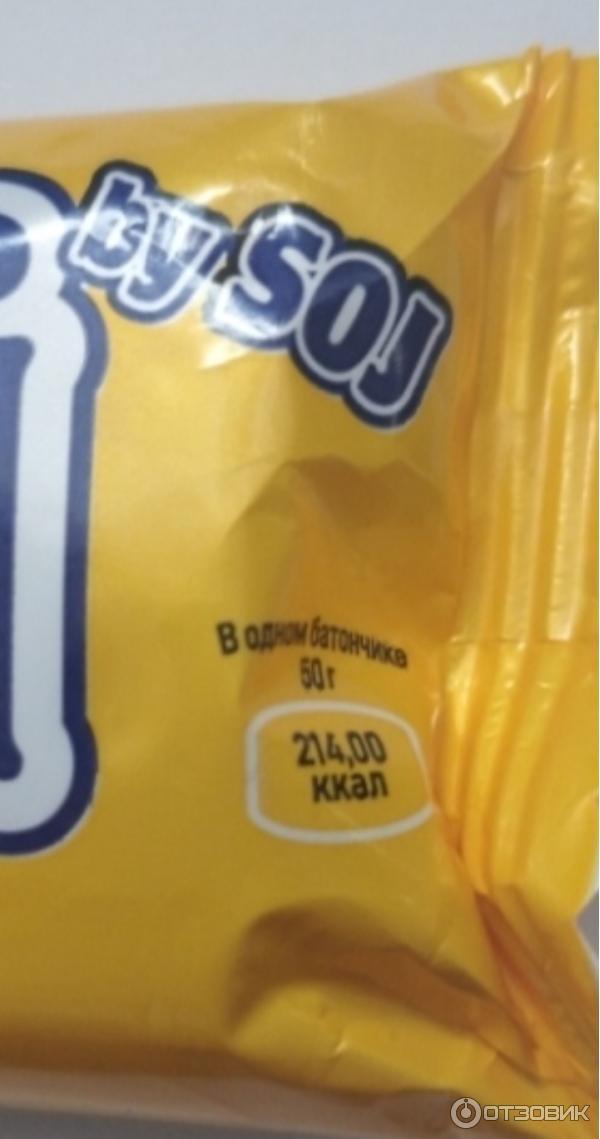 by SOJ
В одном батончике
50 г
214,00
ккал
ОТЗОВИК